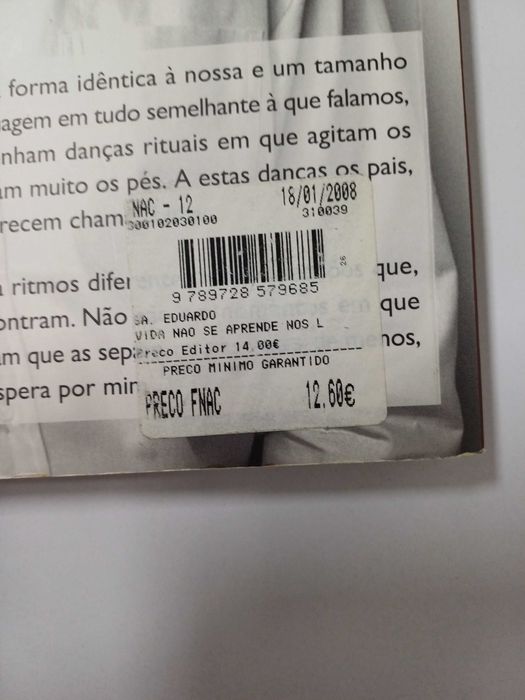 forma idêntica à nossa e um tamanho
agem em tudo semelhante à que falamos,
nham danças rituais em que agitam os
m muito os pés. A estas danças os pais,
recem cham
NAC - 12 18/01/2008
300102030100 310039
26
9 789728 579685
ritmos difer que,
ontram. Não que
SA. EDUARDO
VIDA NAO SE APRENDE NOS L
m que as sep nos,
Preco Editor 14.00€
PRECO MINIMO GARANTIDO
spera por mim
PRECO FNAC 12.60€